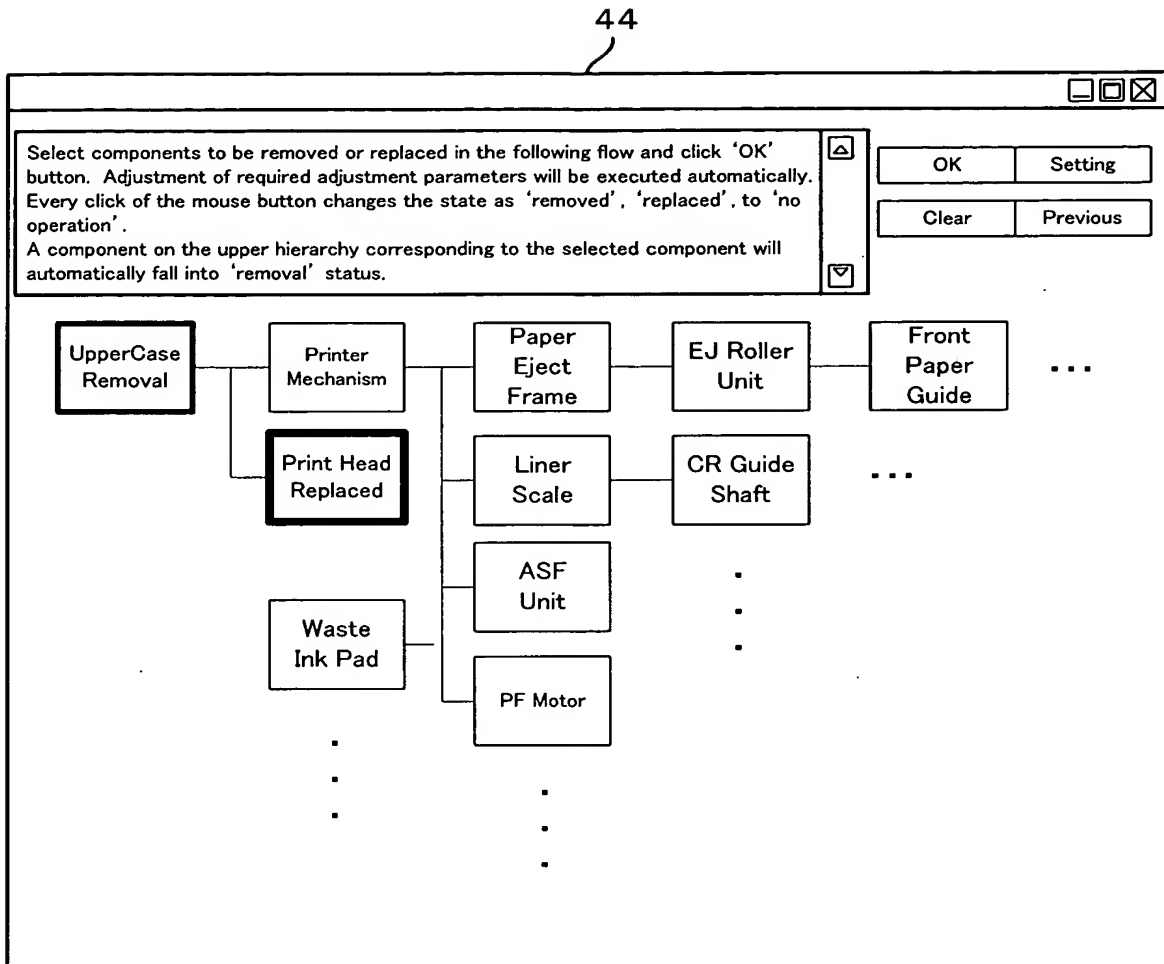 44
Select components to be removed or replaced in the following flow and click ‘OK’
button. Adjustment of required adjustment parameters will be executed automatically.
Every click of the mouse button changes the state as ‘removed’, ‘replaced’, to ‘no
operation’.
A component on the upper hierarchy corresponding to the selected component will
automatically fall into ‘removal’ status.
OK
Setting
Clear
Previous
UpperCase
Removal
Printer
Mechanism
Paper
Eject
Frame
EJ Roller
Unit
Front
Paper
Guide
...
Print Head
Replaced
Liner
Scale
CR Guide
Shaft
...
ASF
Unit
Waste
Ink Pad
PF Motor